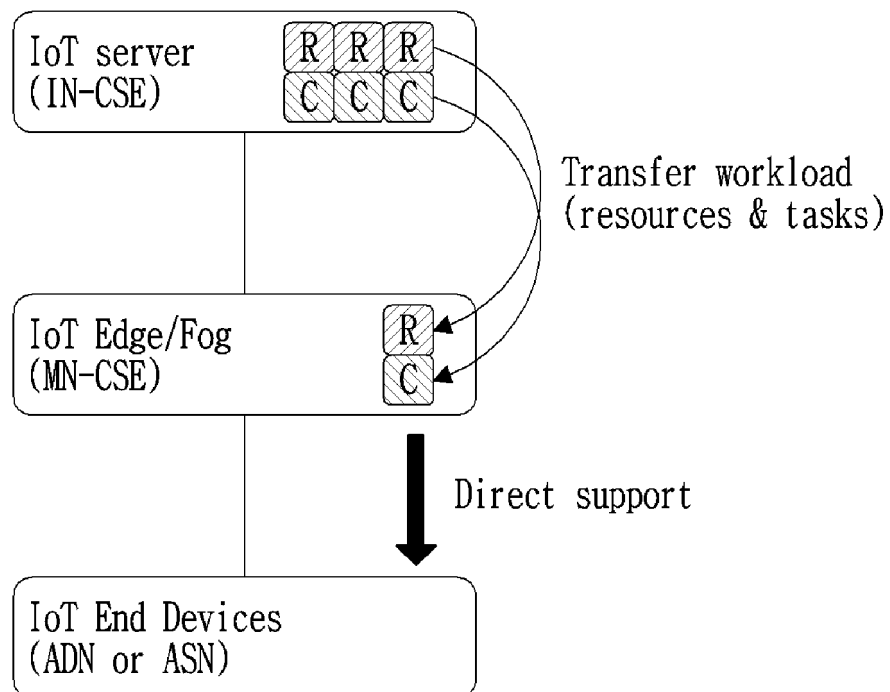 IoT server
(IN-CSE)
R R R
C C C
Transfer workload
(resources & tasks)
IoT Edge/Fog
(MN-CSE)
R
C
Direct support
IoT End Devices
(ADN or ASN)